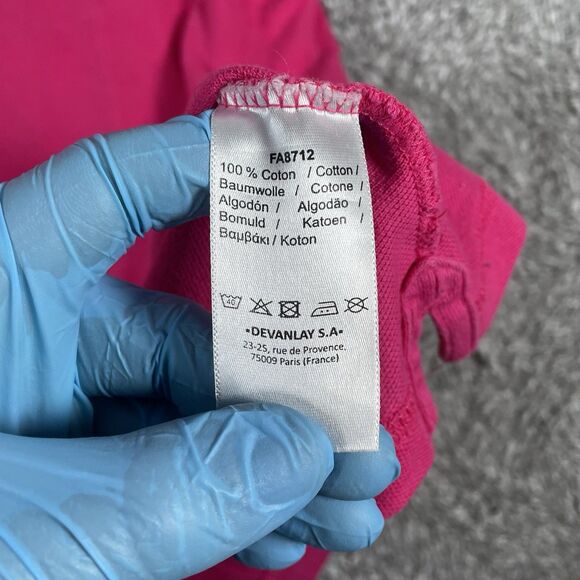 FA8712
100 % Coton / Cotton /
Baumwolle / Cotone /
Algodón / Algodão /
Bomuld / Katoen /
Βαμβάκι / Koton
40
•DEVANLAY S.A•
23-25, rue de Provence.
75009 Paris (France)